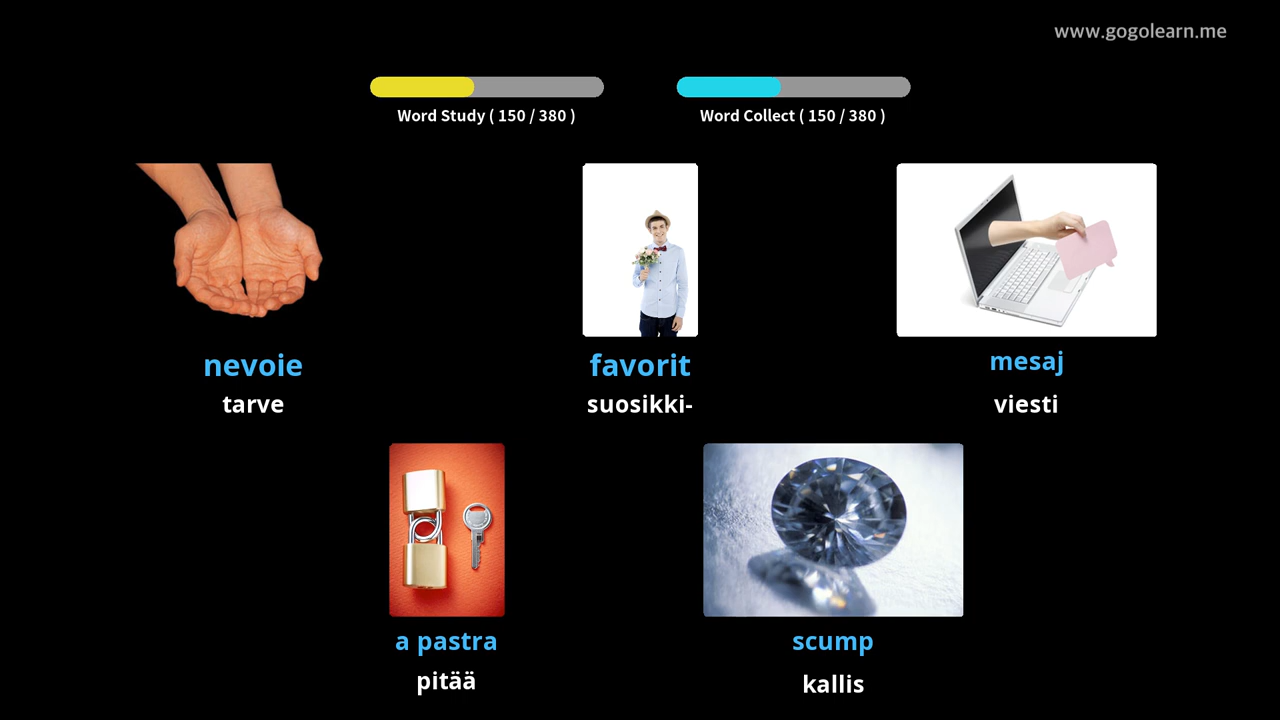 www.gogolearn.me
Word Study ( 150 / 380 )
Word Collect ( 150 / 380 )
nevoie
tarve
favorit
suosikki-
mesaj
viesti
a pastra
pitää
scump
kallis